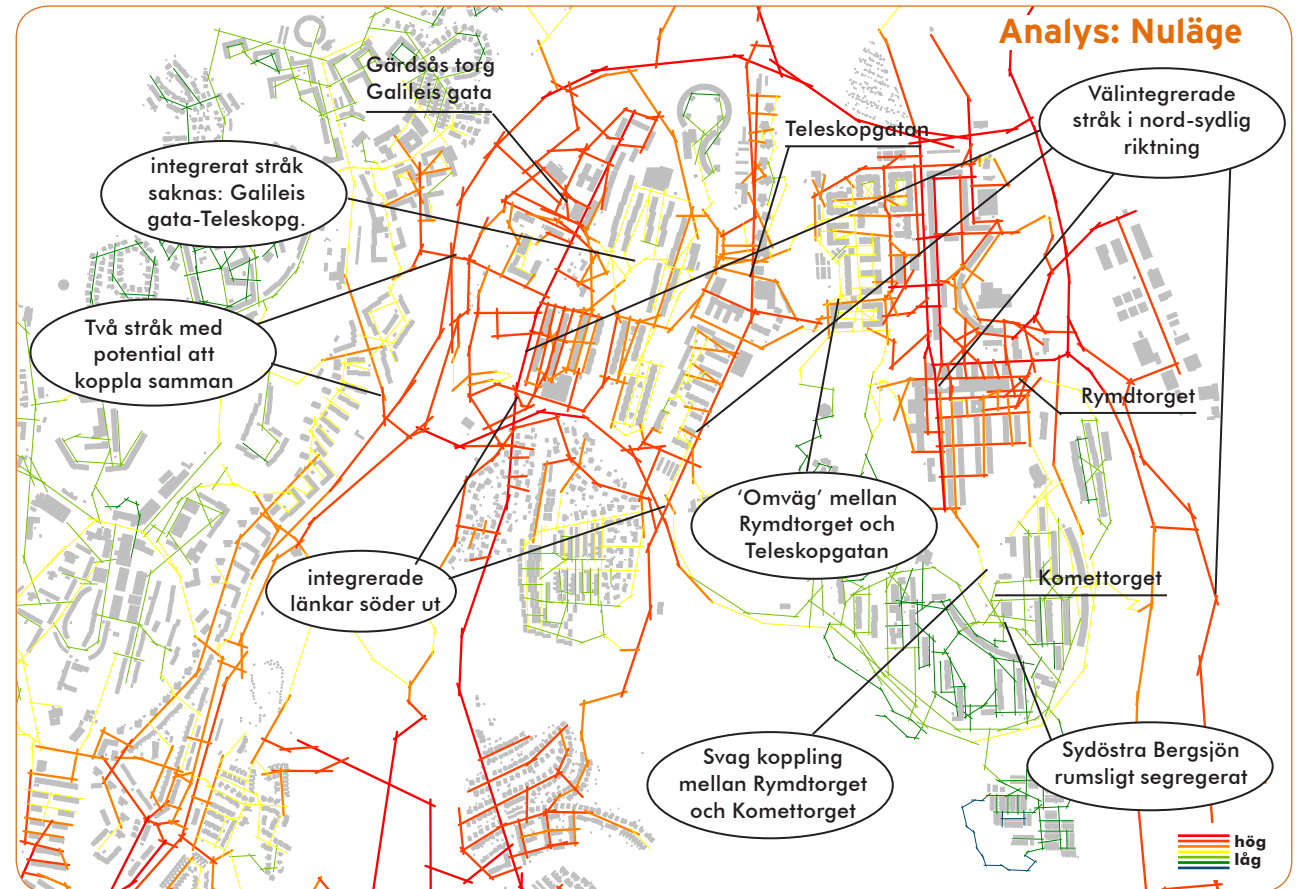 Analys: Nuläge
Gärdsås torg
Galileis gata
Teleskopgatan
Välintegrerade
stråk i nord-sydlig
riktning
integrerat stråk
saknas: Galileis
gata-Teleskopg.
Två stråk med
potential att
koppla samman
Rymdtorget
'Omväg' mellan
Rymdtorget och
Teleskopgatan
integrerade
länkar söder ut
Komettorget
Svag koppling
mellan Rymdtorget
och Komettorget
Sydöstra Bergsjön
rumsligt segregerat
hög
låg